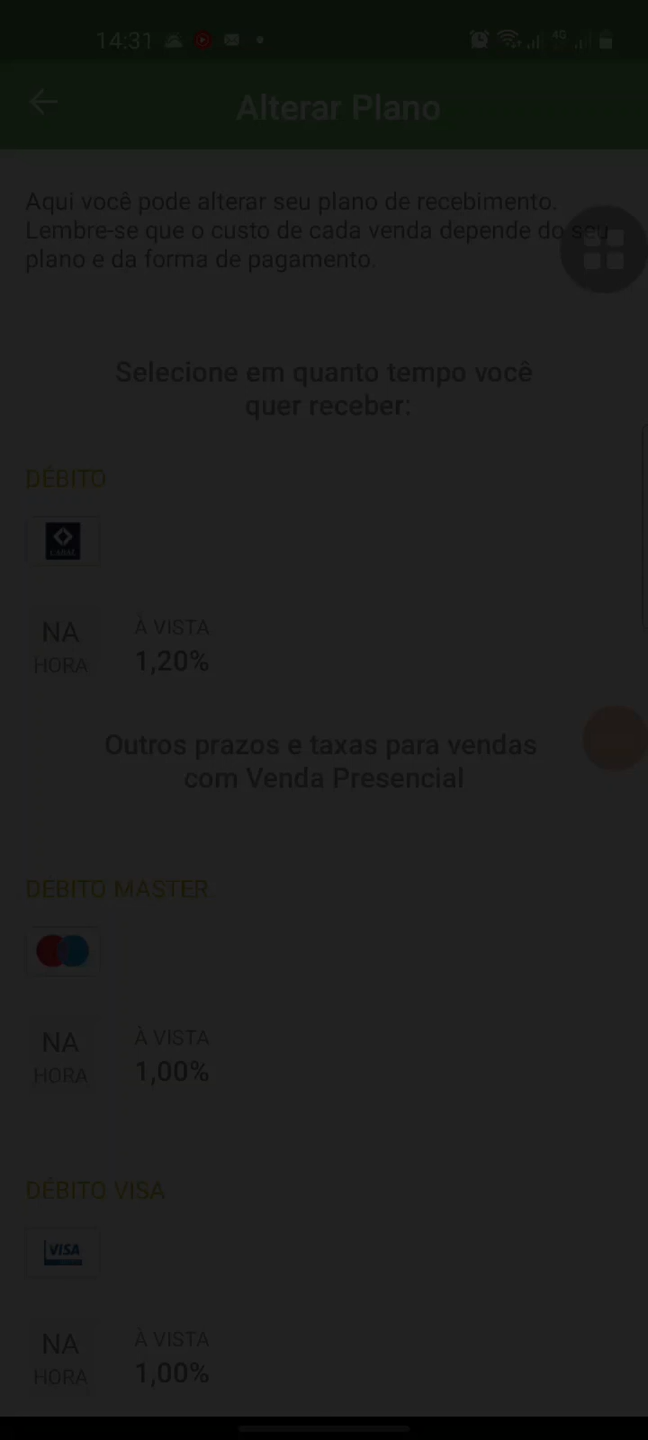 14:31
4G
Alterar Plano
Aqui você pode alterar seu plano de recebimento.
Lembre-se que o custo de cada venda depende do seu
plano e da forma de pagamento.
Selecione em quanto tempo você
quer receber:
DÉBITO
CABAL
NA
HORA
À VISTA
1,20%
Outros prazos e taxas para vendas
com Venda Presencial
DÉBITO MASTER
NA
HORA
À VISTA
1,00%
DÉBITO VISA
VISA
NA
HORA
À VISTA
1,00%